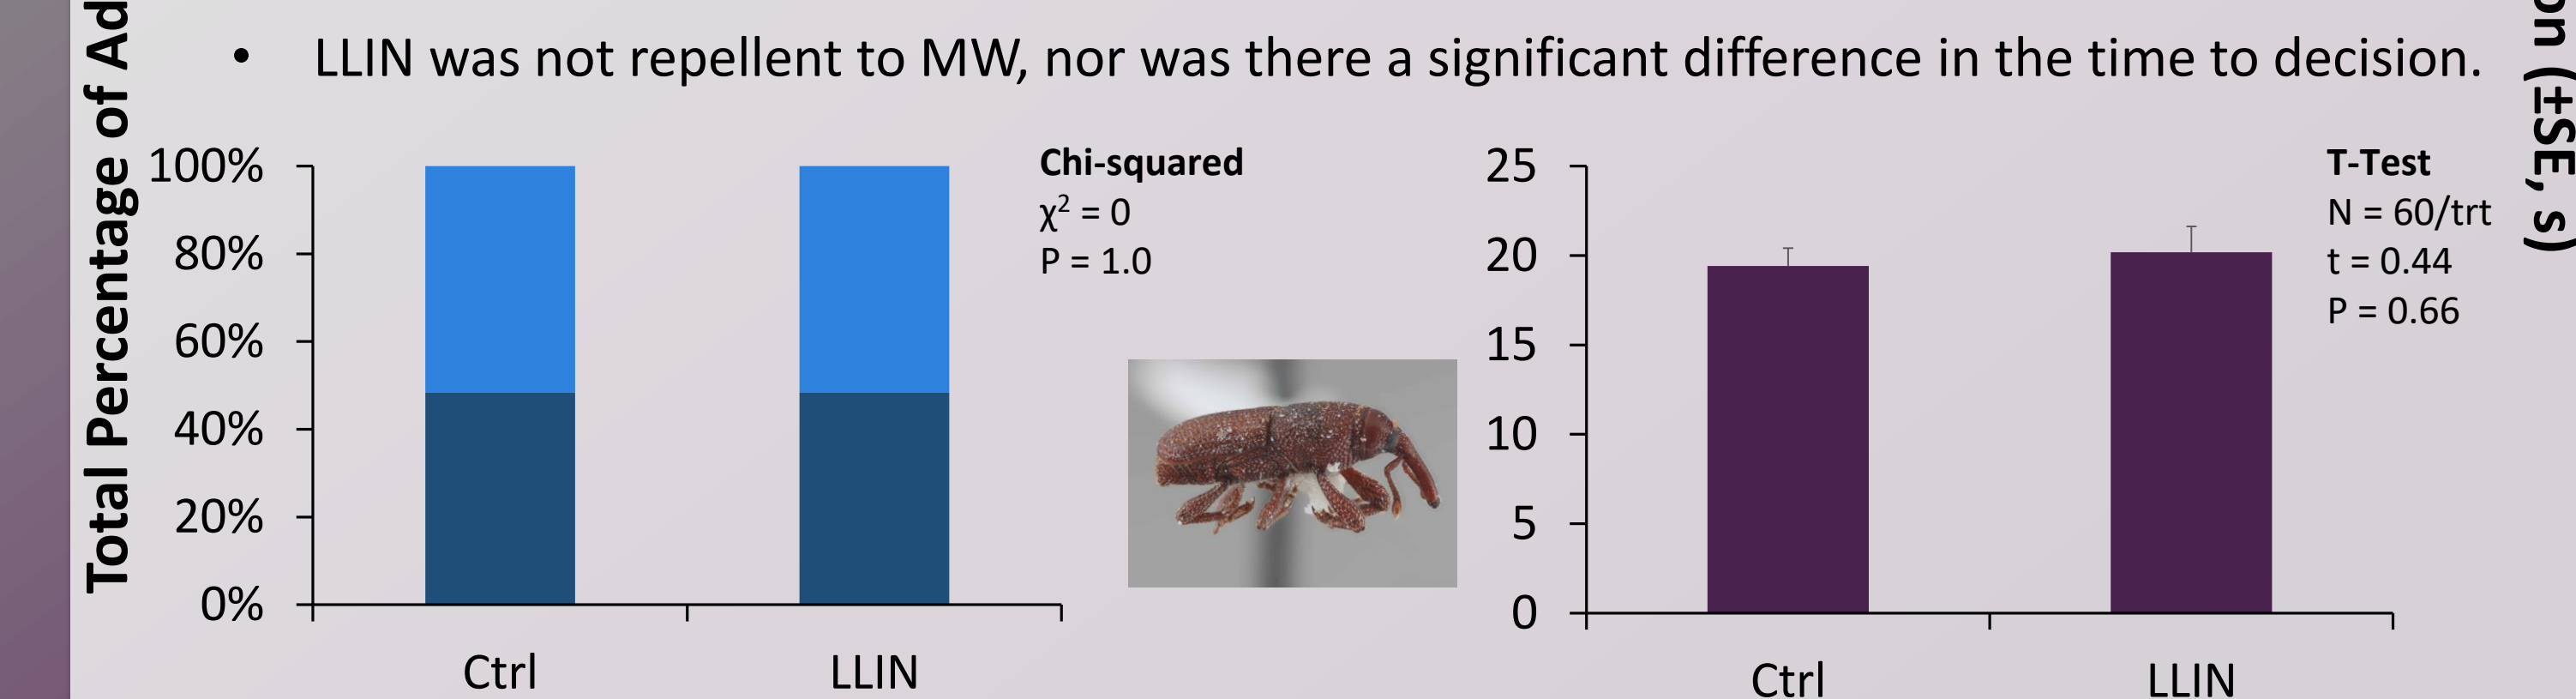 • LLIN was not repellent to MW, nor was there a significant difference in the time to decision.
Total Percentage of
100%
80%
60%
40%
20%
0%
Ctrl
LLIN
Chi-squared
χ² = 0
P = 1.0
25
20
15
10
5
0
Ctrl
LLIN
T-Test
N = 60/trt
t = 0.44
P = 0.66
(±SE, s)